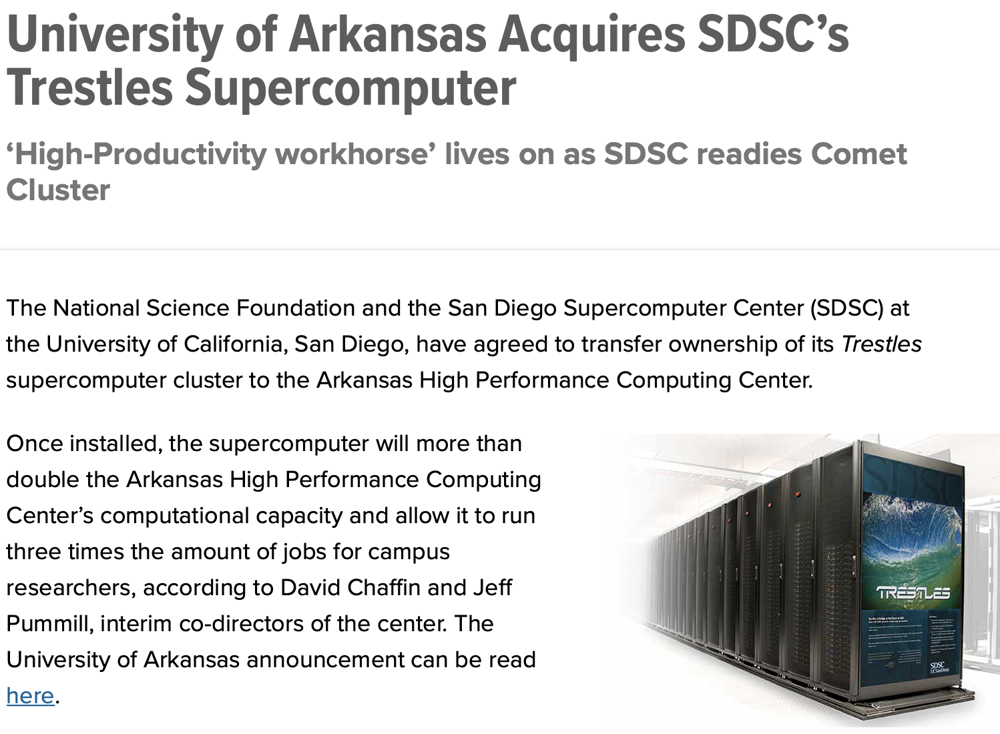 University of Arkansas Acquires SDSC’s
Trestles Supercomputer
‘High-Productivity workhorse’ lives on as SDSC readies Comet
Cluster
The National Science Foundation and the San Diego Supercomputer Center (SDSC) at
the University of California, San Diego, have agreed to transfer ownership of its Trestles
supercomputer cluster to the Arkansas High Performance Computing Center.
Once installed, the supercomputer will more than
double the Arkansas High Performance Computing
Center’s computational capacity and allow it to run
three times the amount of jobs for campus
researchers, according to David Chaffin and Jeff
Pummill, interim co-directors of the center. The
University of Arkansas announcement can be read
here.
SDSC
TRESTLES
SDSC
UC San Diego